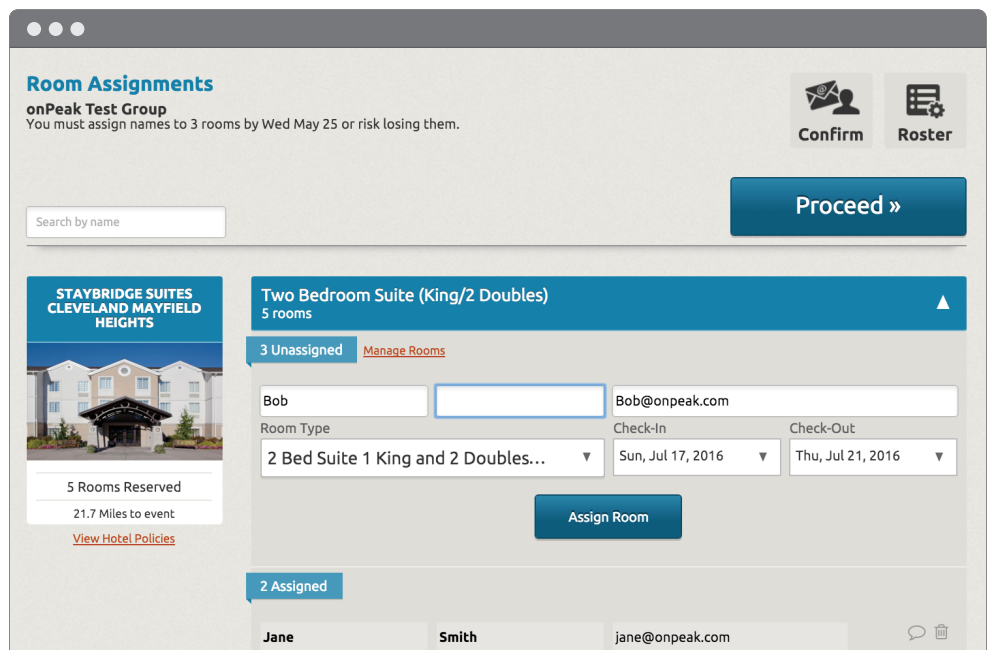 Room Assignments
onPeak Test Group
You must assign names to 3 rooms by Wed May 25 or risk losing them.
Confirm
Roster
Proceed »
Search by name
STAYBRIDGE SUITES
CLEVELAND MAYFIELD
HEIGHTS
5 Rooms Reserved
21.7 Miles to event
View Hotel Policies
Two Bedroom Suite (King/2 Doubles)
5 rooms
3 Unassigned Manage Rooms
Bob Bob@onpeak.com
Room Type Check-In Check-Out
2 Bed Suite 1 King and 2 Doubles... Sun, Jul 17, 2016 Thu, Jul 21, 2016
Assign Room
2 Assigned
Jane Smith jane@onpeak.com